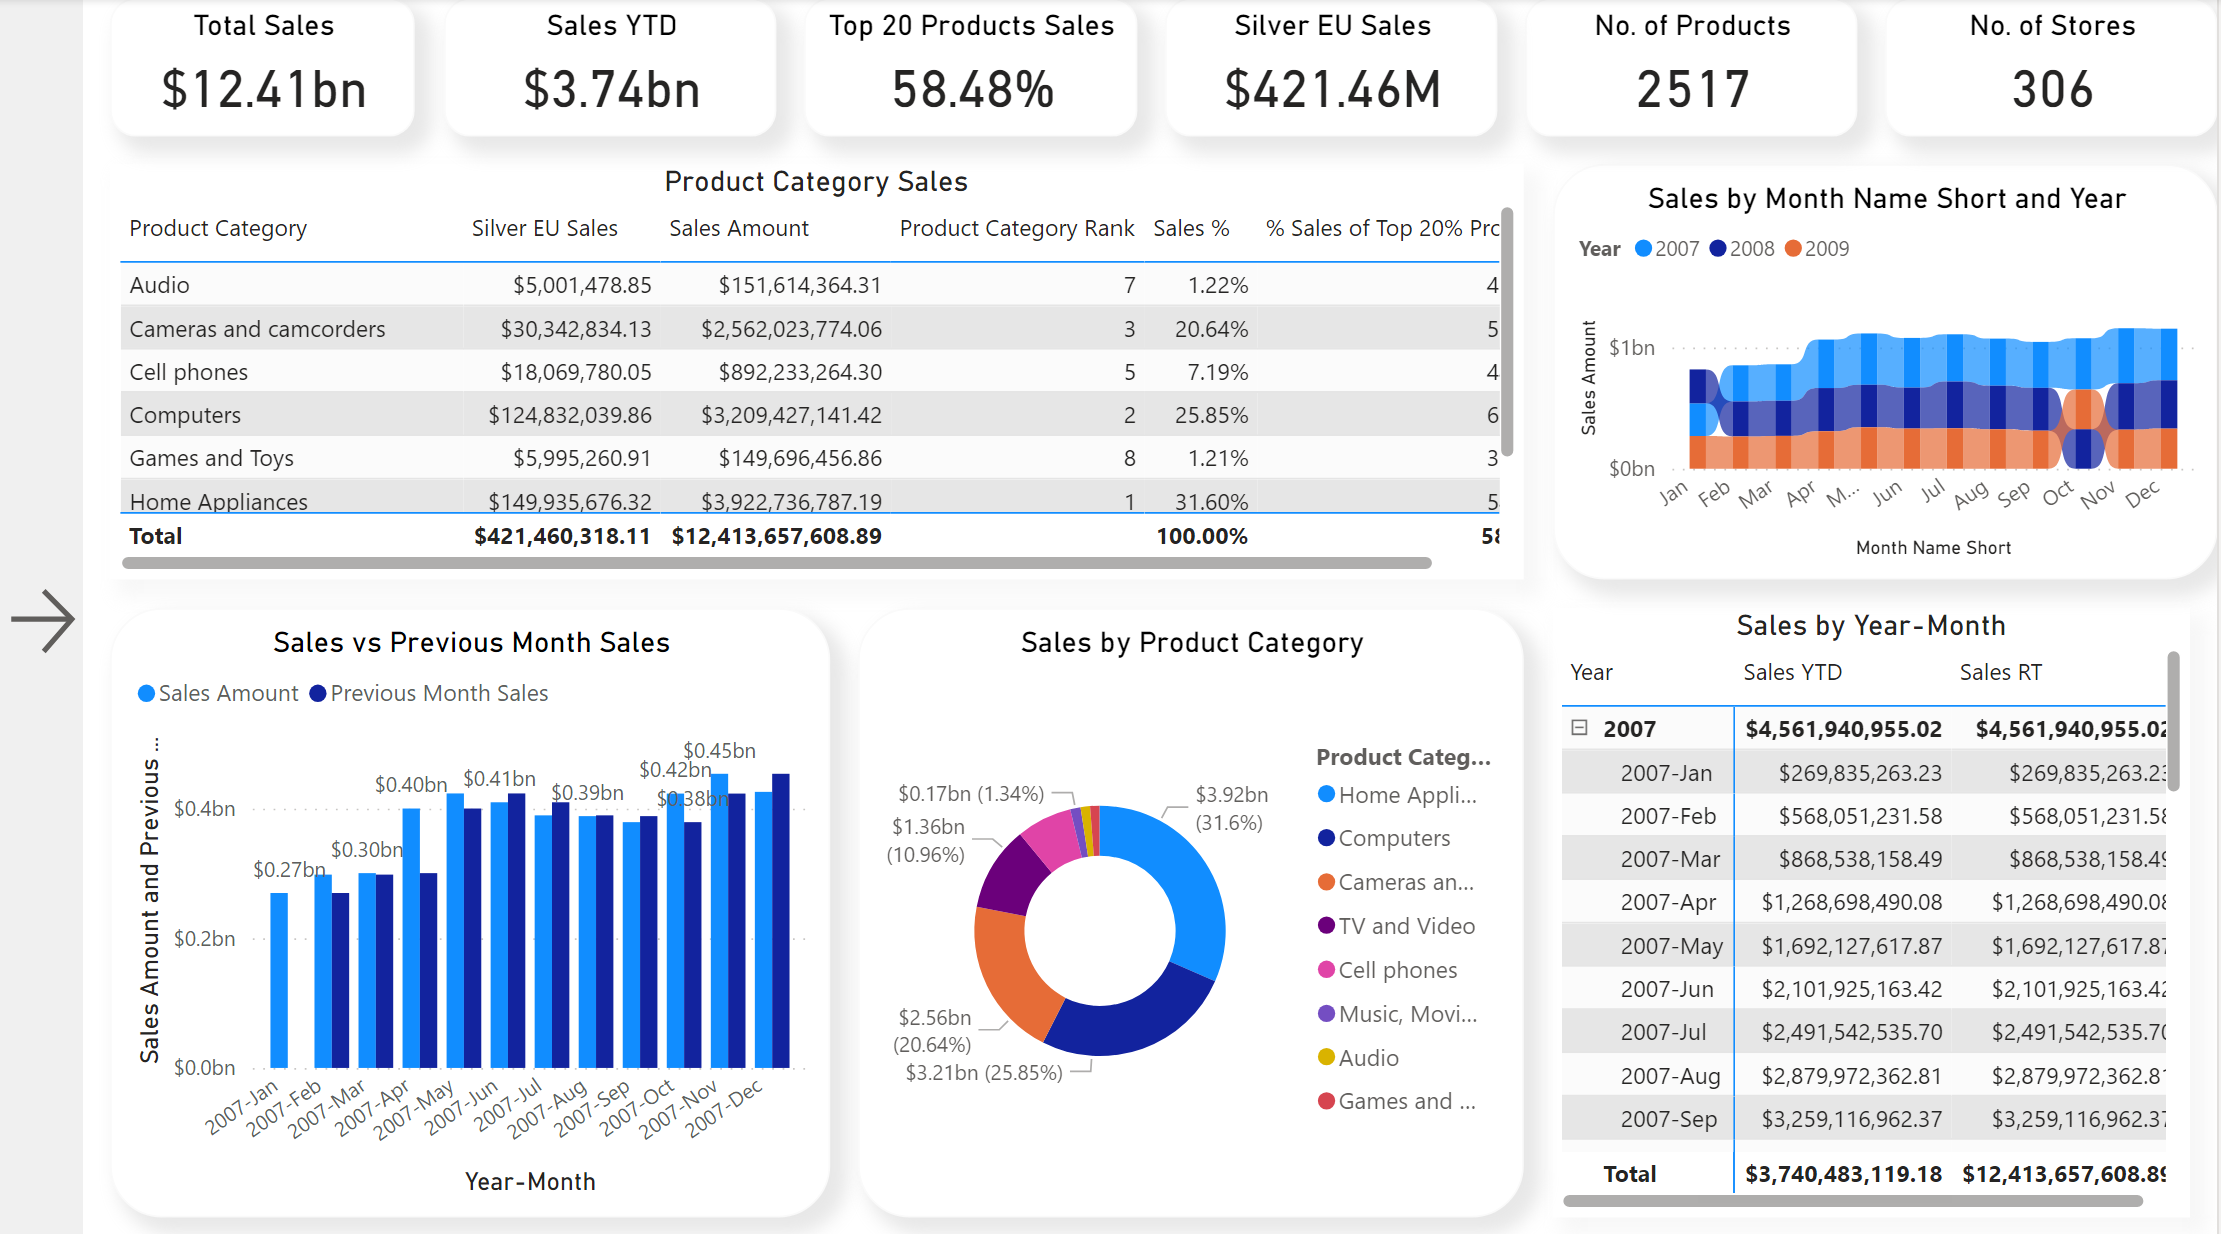 Total Sales
$12.41bn
Sales YTD
$3.74bn
Top 20 Products Sales
58.48%
Silver EU Sales
$421.46M
No. of Products
2517
No. of Stores
306
Product Category Sales
Product Category Silver EU Sales Sales Amount Product Category Rank Sales % % Sales of Top 20% Prc
Audio $5,001,478.85 $151,614,364.31 7 1.22% 4
Cameras and camcorders $30,342,834.13 $2,562,023,774.06 3 20.64% 5
Cell phones $18,069,780.05 $892,233,264.30 5 7.19% 4
Computers $124,832,039.86 $3,209,427,141.42 2 25.85% 6
Games and Toys $5,995,260.91 $149,696,456.86 8 1.21% 3
Home Appliances $149,935,676.32 $3,922,736,787.19 1 31.60% 5
Total $421,460,318.11 $12,413,657,608.89 100.00% 58
Sales by Month Name Short and Year
Year 2007 2008 2009
Sales Amount
$1bn
$0bn
Jan Feb Mar Apr M... Jun Jul Aug Sep Oct Nov Dec
Month Name Short
Sales vs Previous Month Sales
Sales Amount Previous Month Sales
Sales Amount and Previous ...
$0.4bn
$0.2bn
$0.0bn
$0.27bn $0.30bn $0.40bn $0.41bn $0.39bn $0.42bn $0.38bn $0.45bn
2007-Jan 2007-Feb 2007-Mar 2007-Apr 2007-May 2007-Jun 2007-Jul 2007-Aug 2007-Sep 2007-Oct 2007-Nov 2007-Dec
Year-Month
Sales by Product Category
$0.17bn (1.34%)
$1.36bn
(10.96%)
$2.56bn
(20.64%)
$3.21bn (25.85%)
$3.92bn
(31.6%)
Product Categ...
Home Appli...
Computers
Cameras an...
TV and Video
Cell phones
Music, Movi...
Audio
Games and ...
Sales by Year-Month
Year Sales YTD Sales RT
2007 $4,561,940,955.02 $4,561,940,955.02
2007-Jan $269,835,263.23 $269,835,263.23
2007-Feb $568,051,231.58 $568,051,231.58
2007-Mar $868,538,158.49 $868,538,158.49
2007-Apr $1,268,698,490.08 $1,268,698,490.08
2007-May $1,692,127,617.87 $1,692,127,617.87
2007-Jun $2,101,925,163.42 $2,101,925,163.42
2007-Jul $2,491,542,535.70 $2,491,542,535.70
2007-Aug $2,879,972,362.81 $2,879,972,362.81
2007-Sep $3,259,116,962.37 $3,259,116,962.37
Total $3,740,483,119.18 $12,413,657,608.89